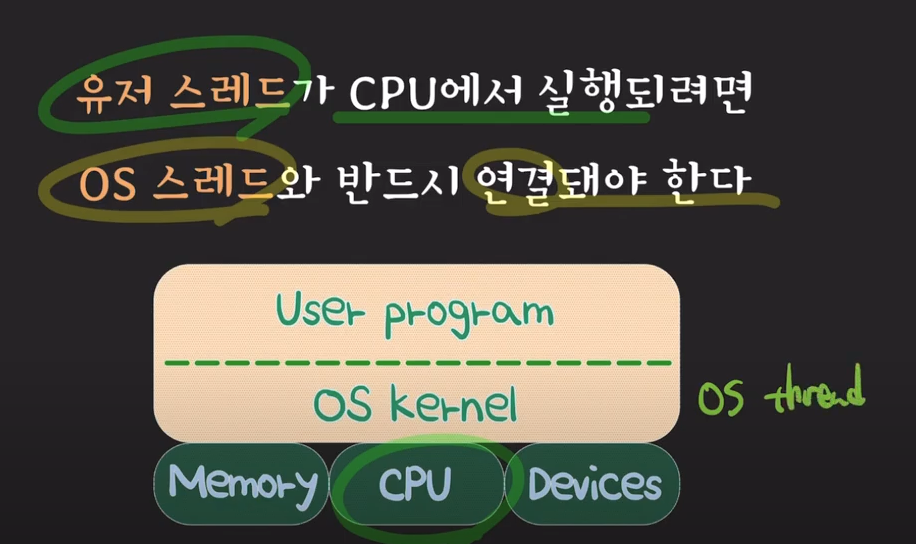 유저 스레드가 CPU에서 실행되려면
OS 스레드와 반드시 연결돼야 한다
User program
OS kernel
OS thread
Memory CPU Devices